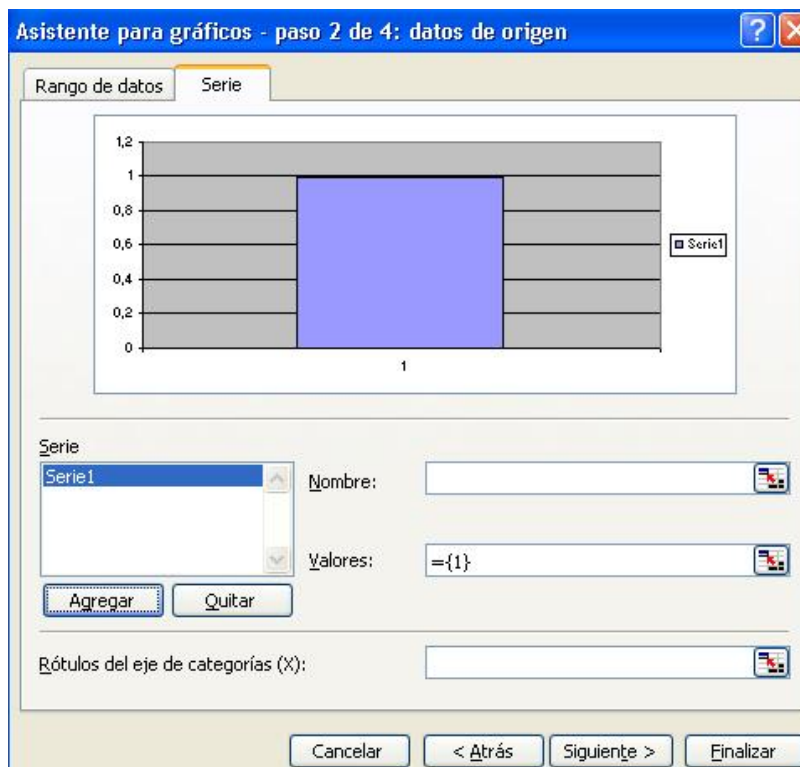 Asistente para gráficos - paso 2 de 4: datos de origen
Rango de datos
Serie
1,2
1
0,8
0,6
0,4
0,2
0
1
Serie1
Serie
Serie1
Nombre:
Valores:
={1}
Agregar
Quitar
Rótulos del eje de categorías (X):
Cancelar
< Atrás
Siguiente >
Finalizar